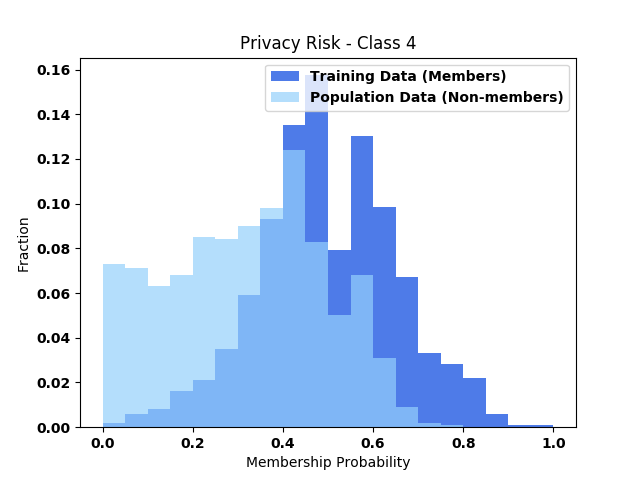 Privacy Risk - Class 4
Training Data (Members)
Population Data (Non-members)
0.16
0.14
0.12
0.10
0.08
0.06
0.04
0.02
0.00
Fraction
0.0 0.2 0.4 0.6 0.8 1.0
Membership Probability